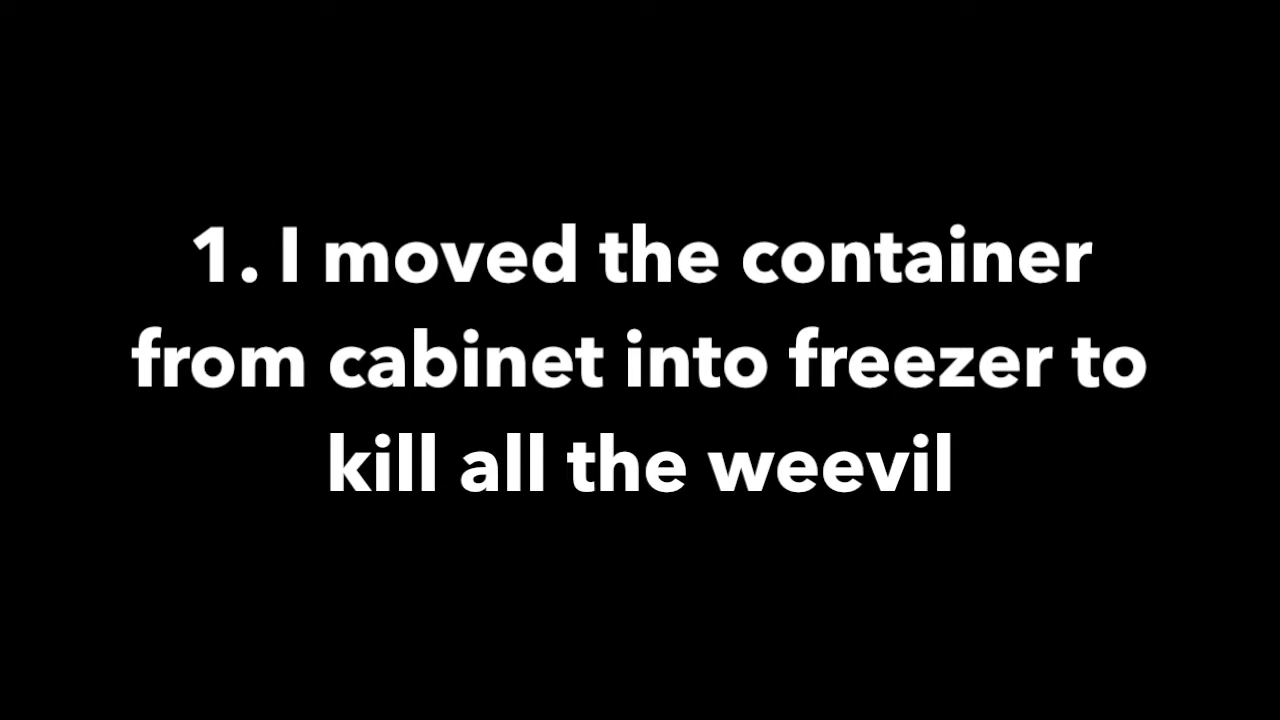 1. I moved the container
from cabinet into freezer to
kill all the weevil